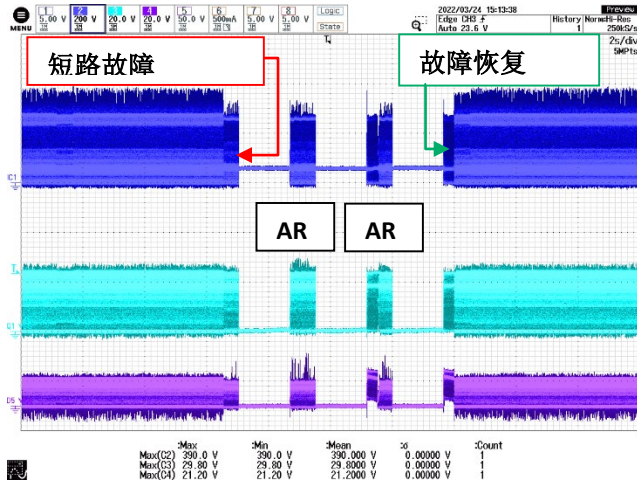 MENU
1 5.00 V
2 200 V
3 20.0 V
4 20.0 V
5 50.0 V
6 500mA
7 5.00 V
8 5.00 V
Logic
State
2022/03/24 15:13:38
Edge CH3
Auto 23.6 V
History
1
Preview
Norm:Hi-Res
250kS/s
2s/div
5MPts
短路故障
故障恢复
AR
AR
Max Min Mean σ Count
Max(C2) 390.0 V 390.0 V 390.000 V 0.00000 V 1
Max(C3) 29.80 V 29.80 V 29.8000 V 0.00000 V 1
Max(C4) 21.20 V 21.20 V 21.2000 V 0.00000 V 1